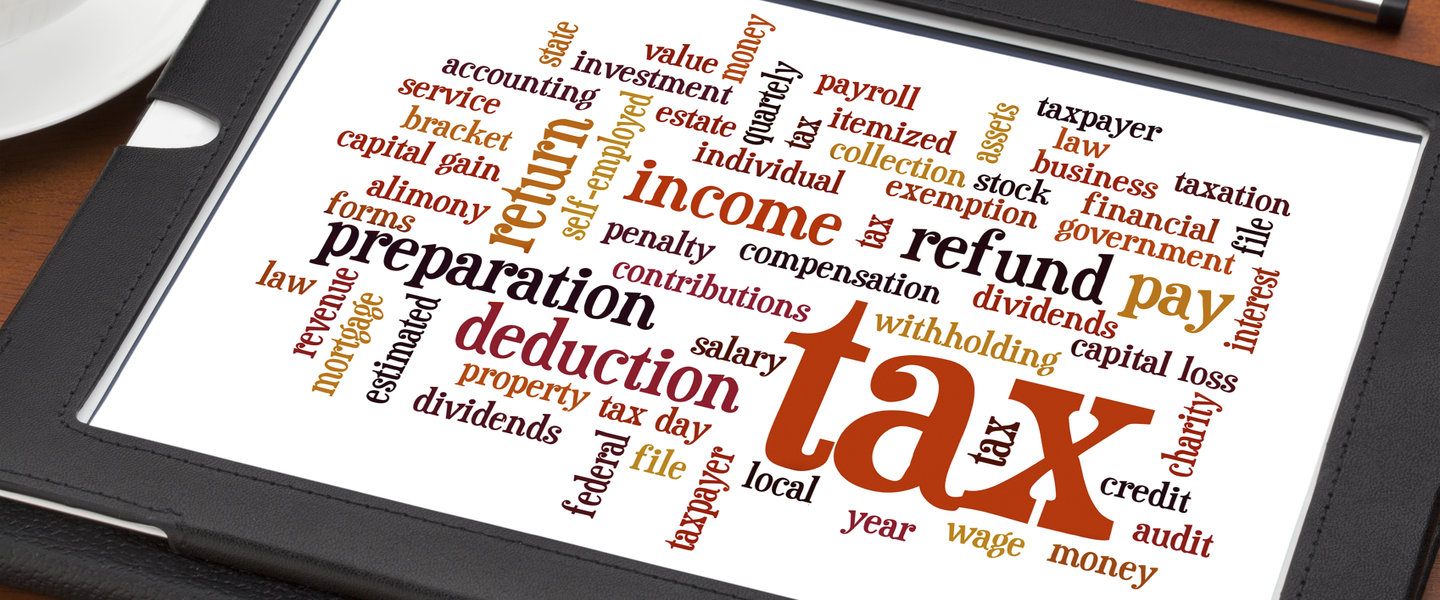 state
value
money
accounting
investment
service
bracket
self-employed
estate
quartely
tax
payroll
itemized
assets
taxpayer
law
capital gain
return
individual
collection
stock
business
taxation
alimony
income
exemption
financial
forms
tax
government
file
preparation
penalty
compensation
refund
pay
interest
law
revenue
mortgage
estimated
contributions
dividends
withholding
capital loss
deduction
salary
tax
tax
charity
property
tax day
dividends
federal
file
taxpayer
local
credit
year
wage
money
audit